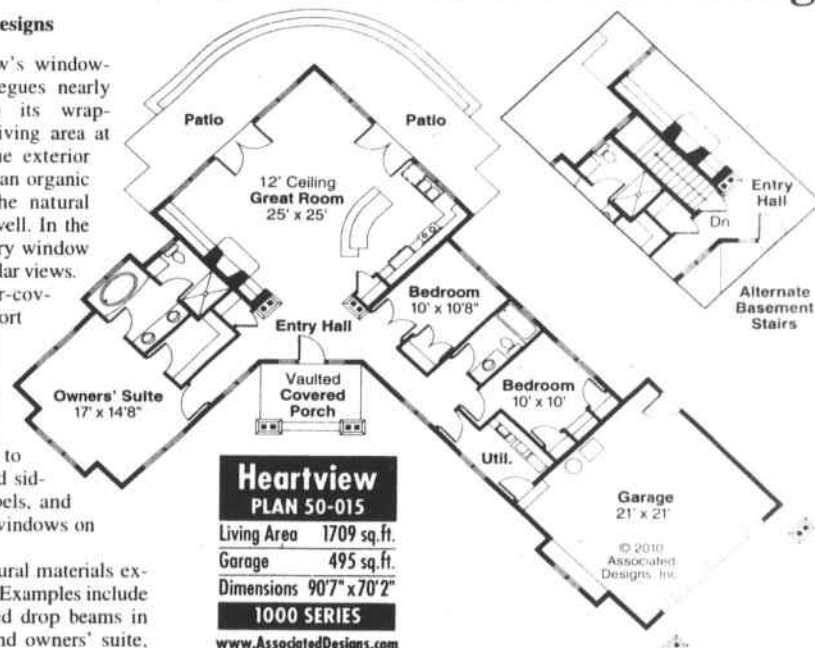 esigns
w's window-
egues nearly
its wrap-
iving area at
ne exterior
an organic
he natural
well. In the
ry window
lar views.
r-cov-
ort
to
d sid-
bels, and
windows on
ural materials ex-
Examples include
ed drop beams in
nd owners' suite,
Patio
Patio
12' Ceiling
Great Room
25' x 25'
Entry Hall
Dn
Alternate
Basement
Stairs
Bedroom
10' x 10'8"
Entry Hall
Owners' Suite
17' x 14'8"
Vaulted
Covered
Porch
Bedroom
10' x 10'
Util.
Garage
21' x 21'
© 2010
Associated
Designs, Inc.
Heartview
PLAN 50-015
Living Area 1709 sq.ft.
Garage 495 sq.ft.
Dimensions 90'7" x 70'2"
1000 SERIES
www.AssociatedDesigns.com